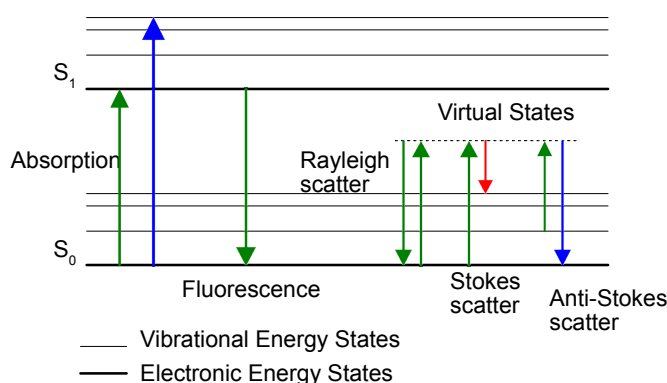 S1
Virtual States
Absorption
Rayleigh
scatter
S0
Fluorescence
Stokes
scatter
Anti-Stokes
scatter
Vibrational Energy States
Electronic Energy States